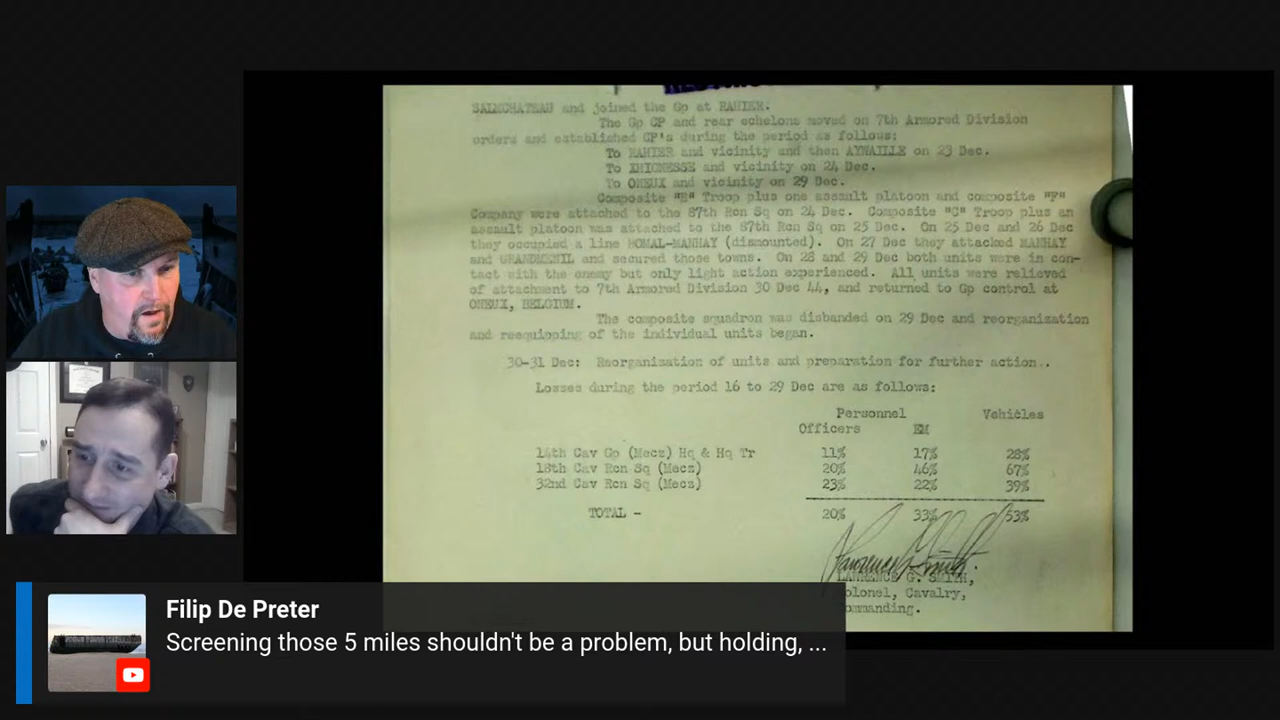 SALMCHATEAU and joined the Gp at RAHIER.
The Gp CP and rear echelons moved on 7th Armored Division
orders and established CP's during the period as follows:
To RAHIER and vicinity and then AYWAILLE on 23 Dec.
To XHIGNESSE and vicinity on 24 Dec.
To ONEUX and vicinity on 29 Dec.
Composite "E" Troop plus one assault platoon and composite "F"
Company were attached to the 87th Rcn Sq on 24 Dec. Composite "C" Troop plus an
assault platoon was attached to the 87th Rcn Sq on 25 Dec. On 25 Dec and 26 Dec
they occupied a line HOMAL-MANHAY (dismounted). On 27 Dec they attacked MANHAY
and GRANDMENIL and secured those towns. On 28 and 29 Dec both units were in con-
tact with the enemy but only light action experienced. All units were relieved
of attachment to 7th Armored Division 30 Dec 44, and returned to Gp control at
ONEUX, BELGIUM.
The composite squadron was disbanded on 29 Dec and reorganization
and reequipping of the individual units began.
30-31 Dec: Reorganization of units and preparation for further action..
Losses during the period 16 to 29 Dec are as follows:
Personnel Vehicles
Officers EM
14th Cav Gp (Mecz) Hq & Hq Tr 11% 17% 28%
18th Cav Rcn Sq (Mecz) 20% 46% 67%
32nd Cav Rcn Sq (Mecz) 23% 22% 39%
TOTAL - 20% 33% 53%
LAWRENCE G. SMITH,
olonel, Cavalry,
ommanding.
Filip De Preter
Screening those 5 miles shouldn't be a problem, but holding, ...